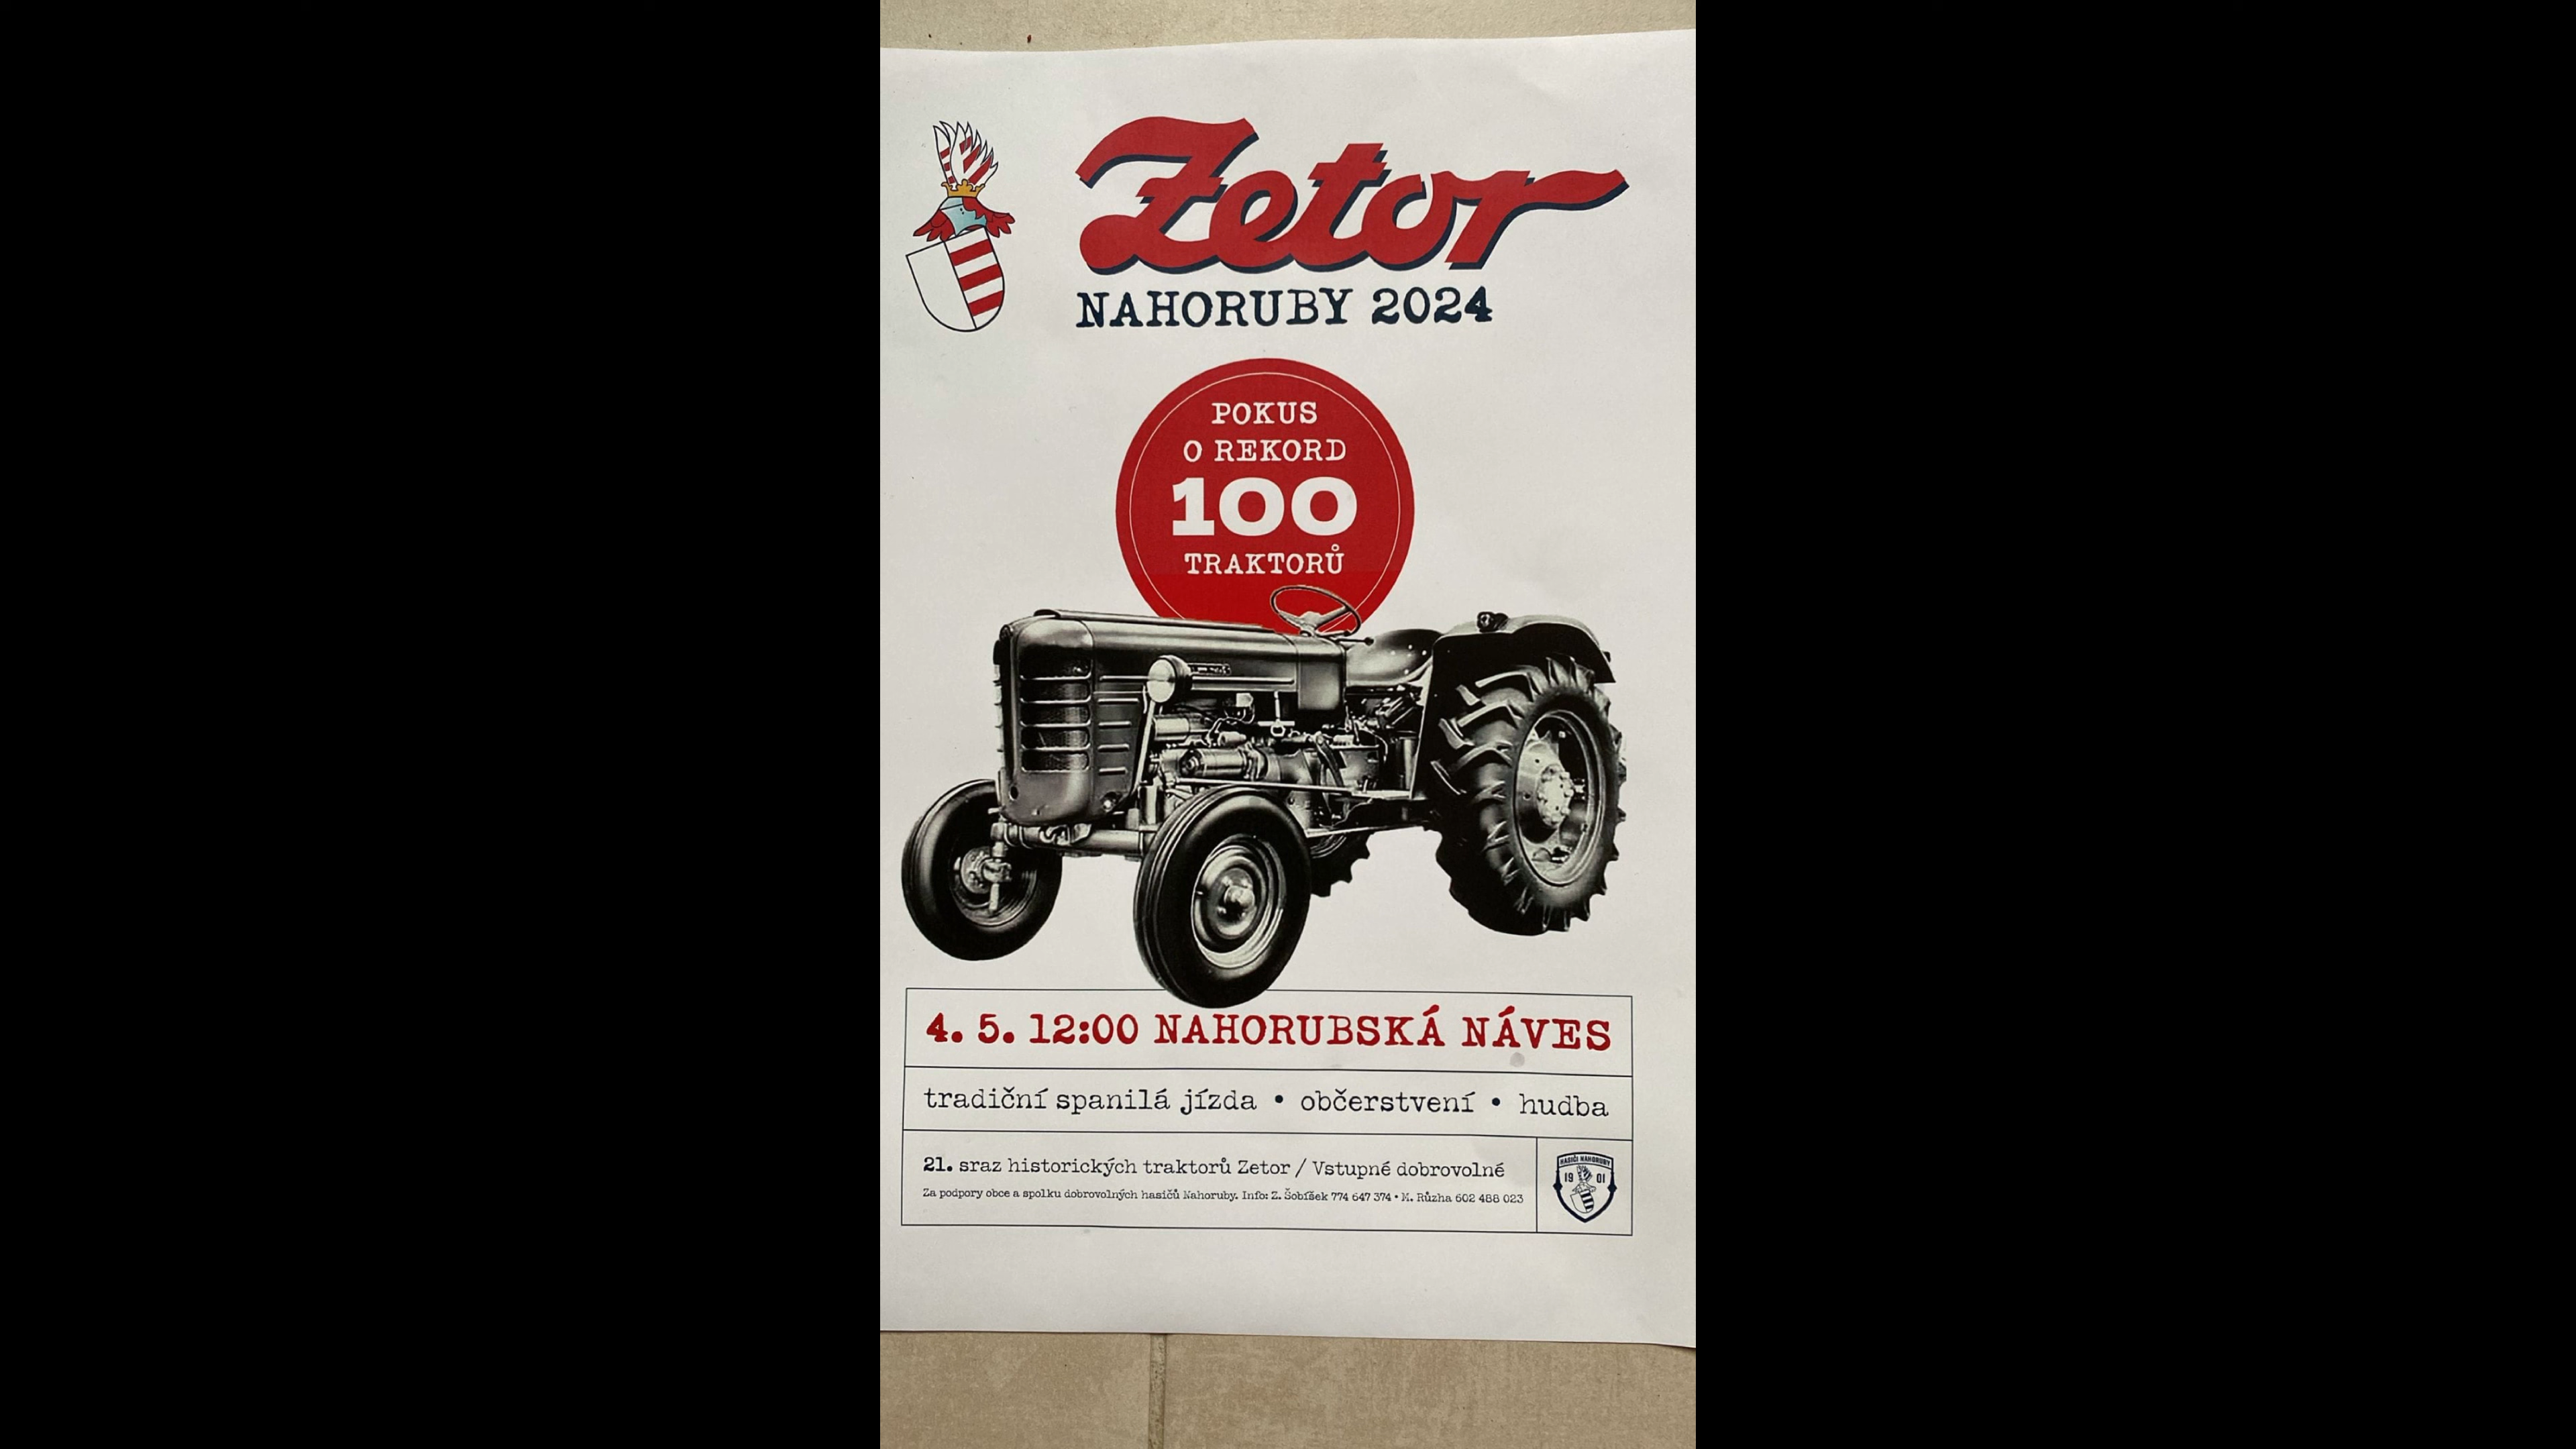 Zetor
NAHORUBY 2024
POKUS
O REKORD
100
TRAKTORŮ
4. 5. 12:00 NAHORUBSKÁ NÁVES
tradiční spanilá jízda • občerstvení • hudba
21. sraz historických traktorů Zetor / Vstupné dobrovolné
Za podpory obce a spolku dobrovolných hasičů Nahoruby. Info: Z. Šobíšek 774 647 374 • M. Růzha 602 488 023
HASIČI NAHORUBY
19 01